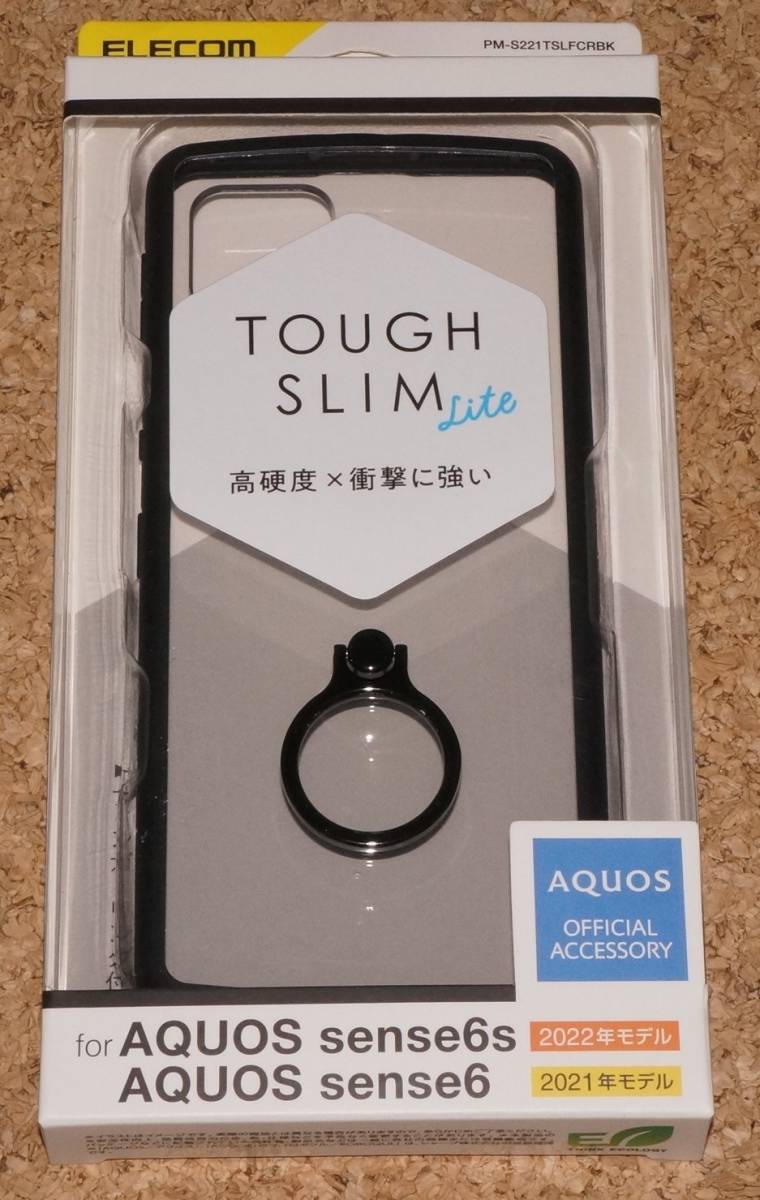 ELECOM
PM-S221TSLFCRBK
TOUGH
SLIM Lite
高硬度×衝撃に強い
AQUOS
OFFICIAL
ACCESSORY
for AQUOS sense6s 2022年モデル
AQUOS sense6 2021年モデル
THINK ECOLOGY